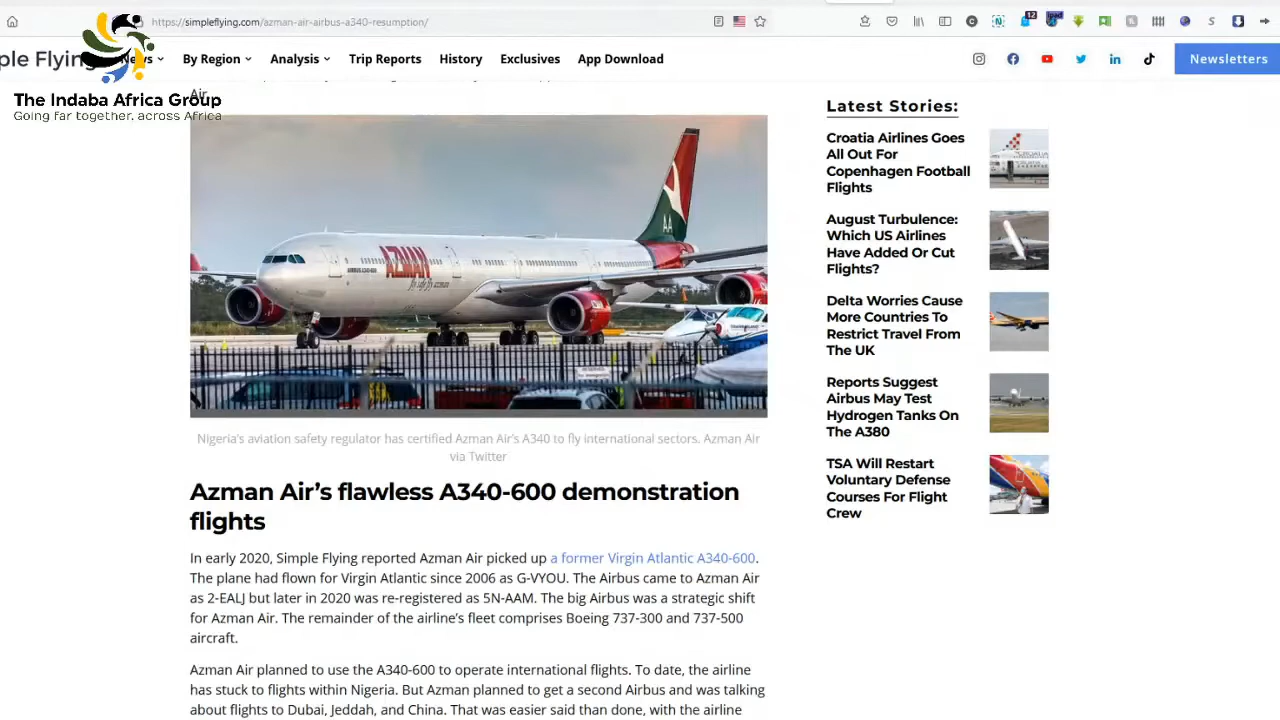 https://simpleflying.com/azman-air-airbus-a340-resumption/
12
ple Flying
News
By Region
Analysis
Trip Reports
History
Exclusives
App Download
Newsletters
The Indaba Africa Group
Going far together. across Africa
Air.
AZMAN
AA
Nigeria's aviation safety regulator has certified Azman Air's A340 to fly international sectors. Azman Air
via Twitter
Azman Air's flawless A340-600 demonstration
flights
In early 2020, Simple Flying reported Azman Air picked up a former Virgin Atlantic A340-600.
The plane had flown for Virgin Atlantic since 2006 as G-VYOU. The Airbus came to Azman Air
as 2-EALJ but later in 2020 was re-registered as 5N-AAM. The big Airbus was a strategic shift
for Azman Air. The remainder of the airline's fleet comprises Boeing 737-300 and 737-500
aircraft.
Azman Air planned to use the A340-600 to operate international flights. To date, the airline
has stuck to flights within Nigeria. But Azman planned to get a second Airbus and was talking
about flights to Dubai, Jeddah, and China. That was easier said than done, with the airline
Latest Stories:
Croatia Airlines Goes
All Out For
Copenhagen Football
Flights
August Turbulence:
Which US Airlines
Have Added Or Cut
Flights?
Delta Worries Cause
More Countries To
Restrict Travel From
The UK
Reports Suggest
Airbus May Test
Hydrogen Tanks On
The A380
TSA Will Restart
Voluntary Defense
Courses For Flight
Crew